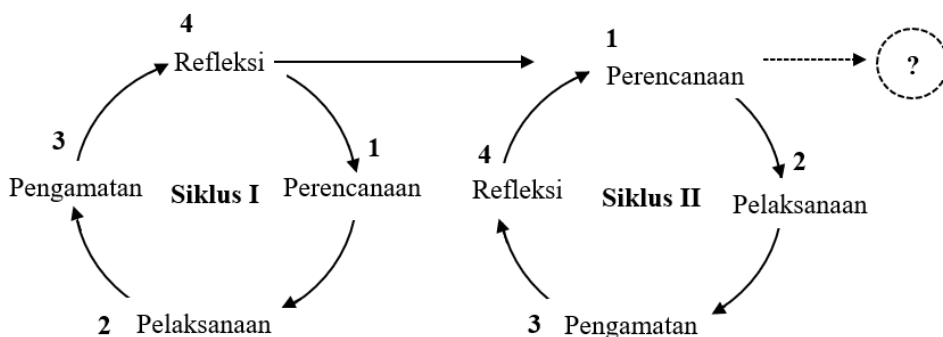 4
Refleksi
3
Pengamatan
Siklus I
1
Perencanaan
2
Pelaksanaan
1
Perencanaan
?
4
Refleksi
Siklus II
2
Pelaksanaan
3
Pengamatan